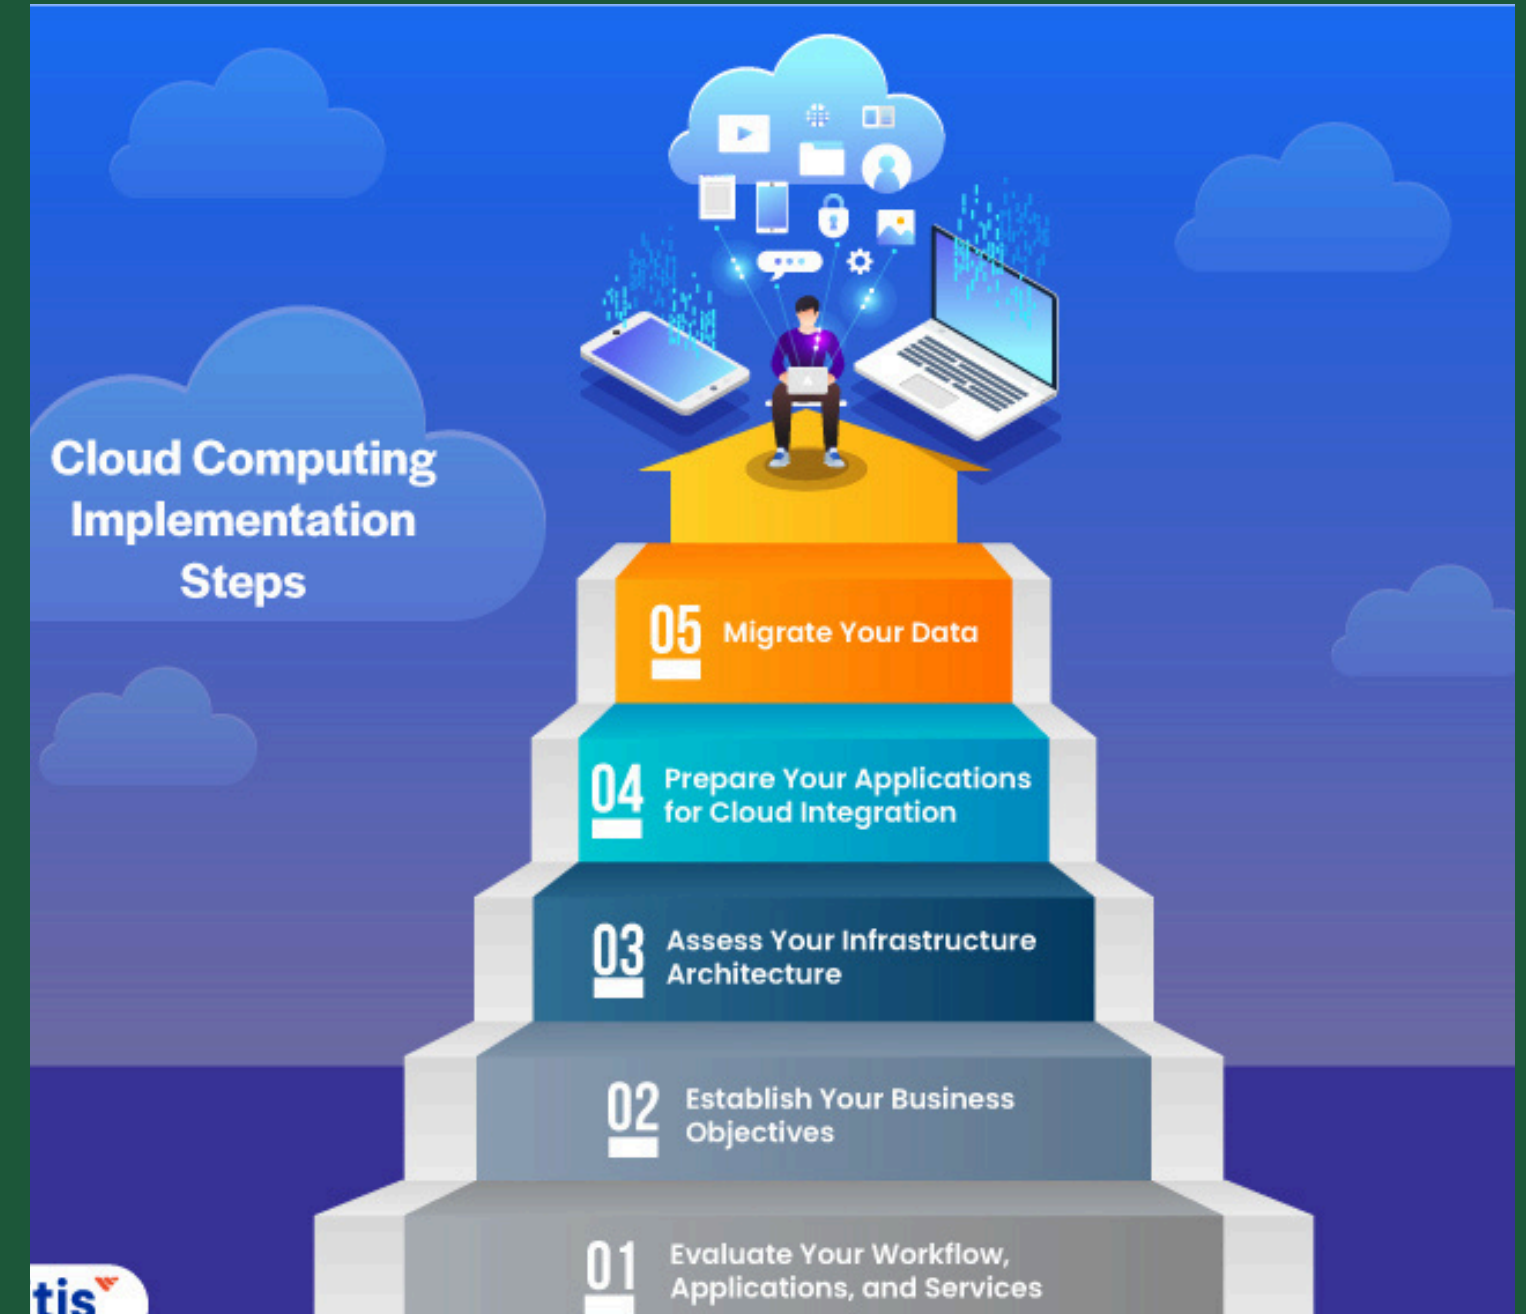 Cloud Computing
Implementation
Steps
05 Migrate Your Data
04 Prepare Your Applications
for Cloud Integration
03 Assess Your Infrastructure
Architecture
02 Establish Your Business
Objectives
01 Evaluate Your Workflow,
Applications, and Services